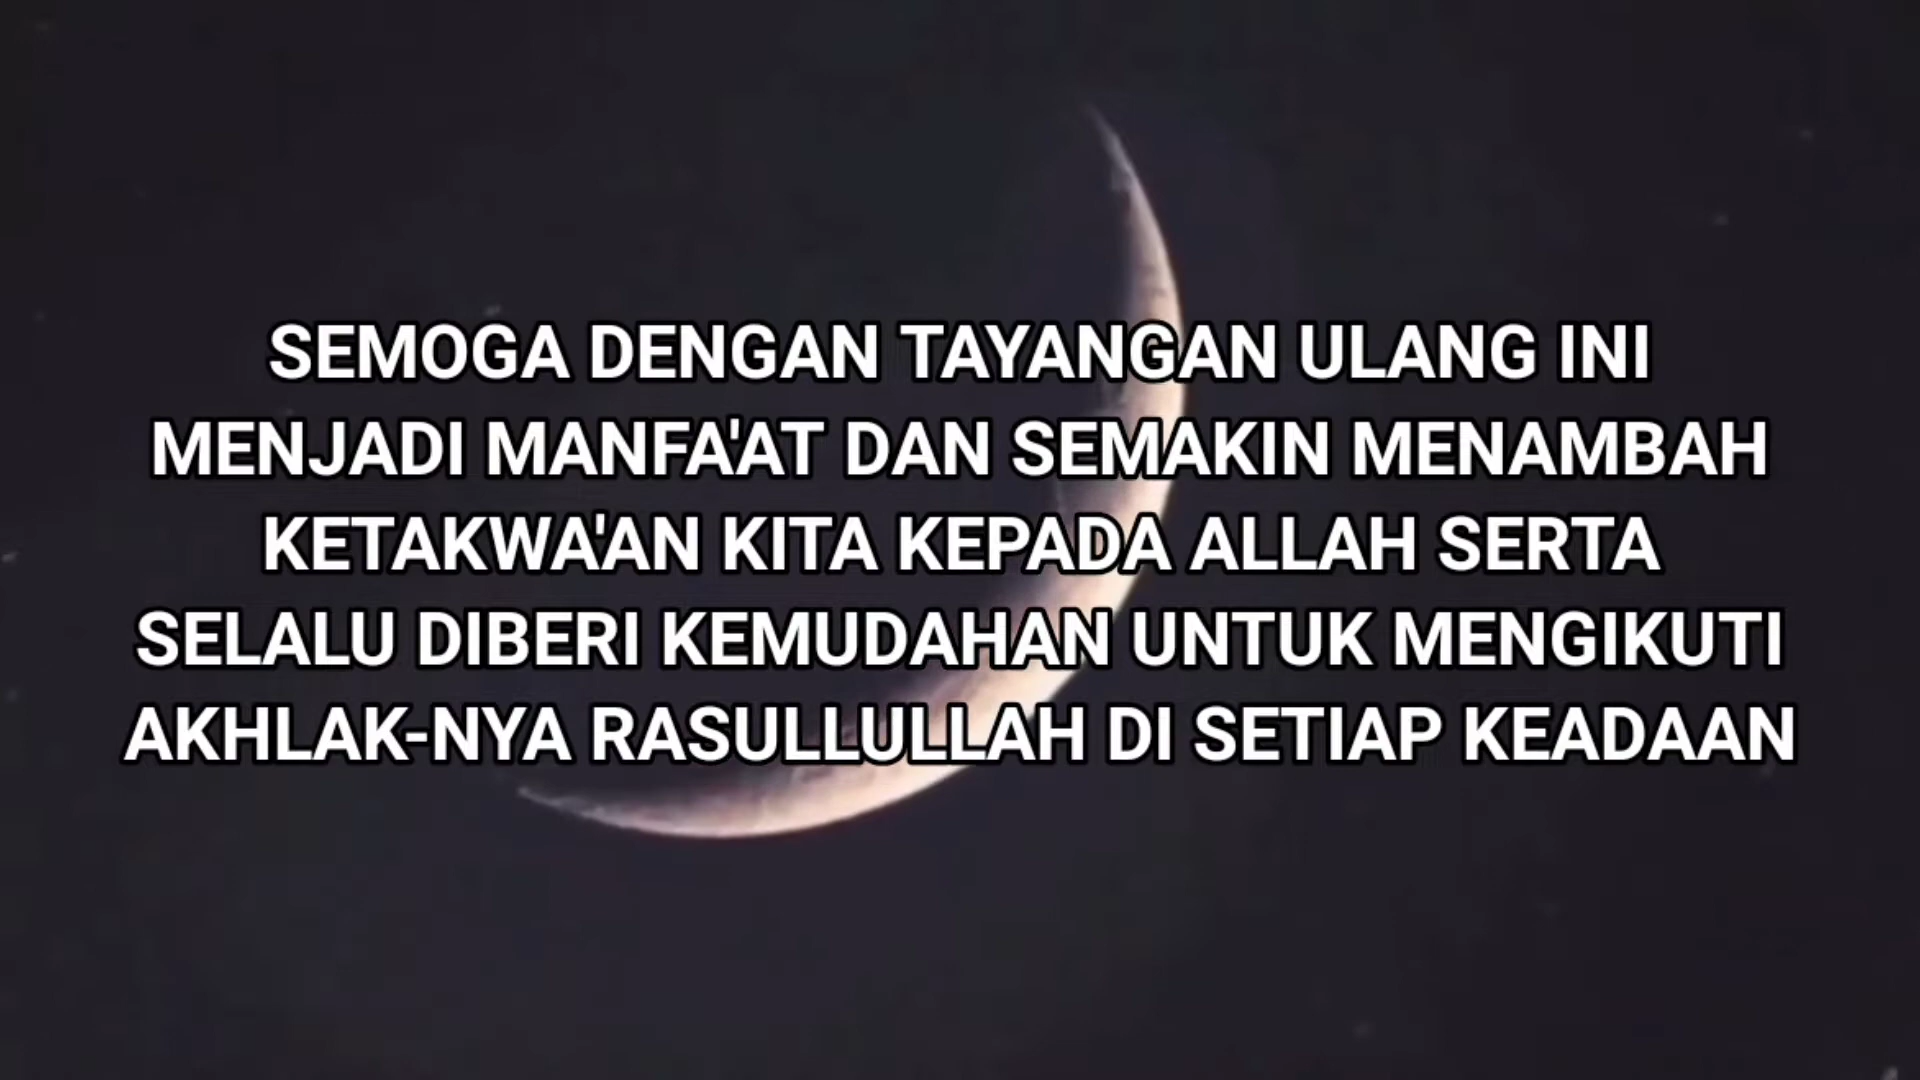 SEMOGA DENGAN TAYANGAN ULANG INI
MENJADI MANFA'AT DAN SEMAKIN MENAMBAH
KETAKWA'AN KITA KEPADA ALLAH SERTA
SELALU DIBERI KEMUDAHAN UNTUK MENGIKUTI
AKHLAK-NYA RASULLULLAH DI SETIAP KEADAAN